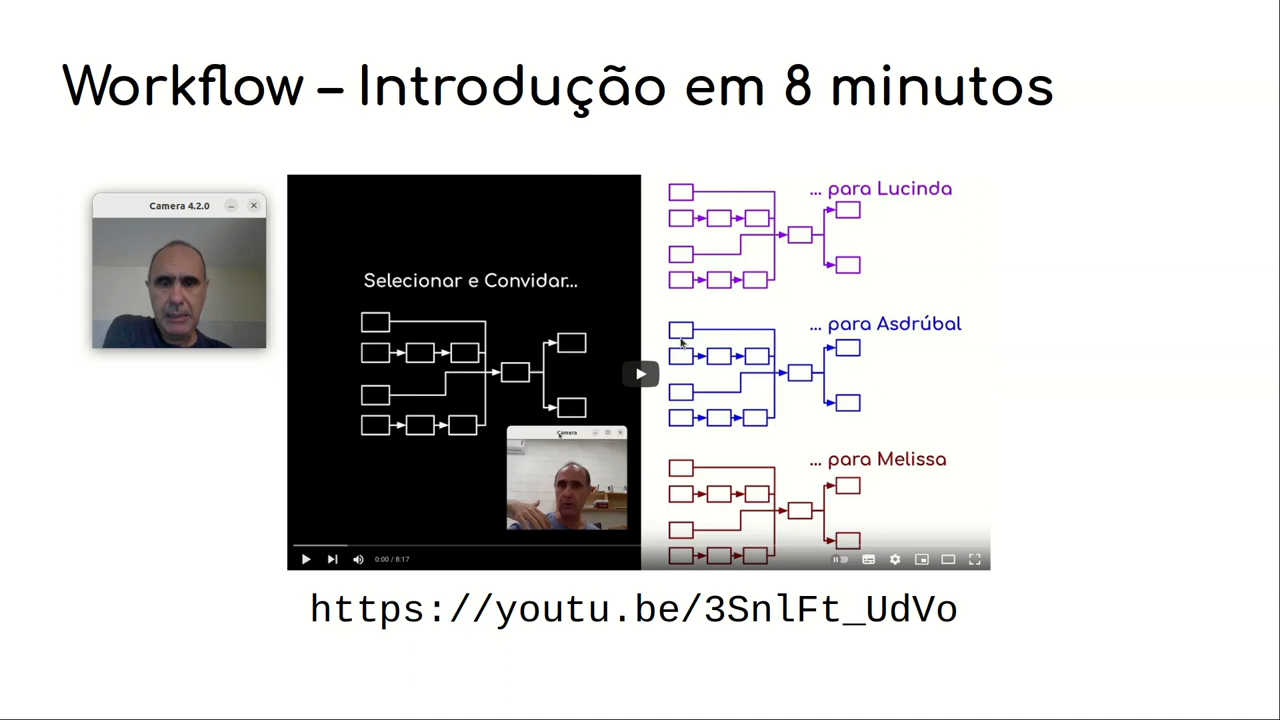 Workflow – Introdução em 8 minutos
Camera 4.2.0
Selecionar e Convidar...
... para Lucinda
... para Asdrúbal
... para Melissa
Camera
0:00 / 8:17
https://youtu.be/3SnlFt_UdVo